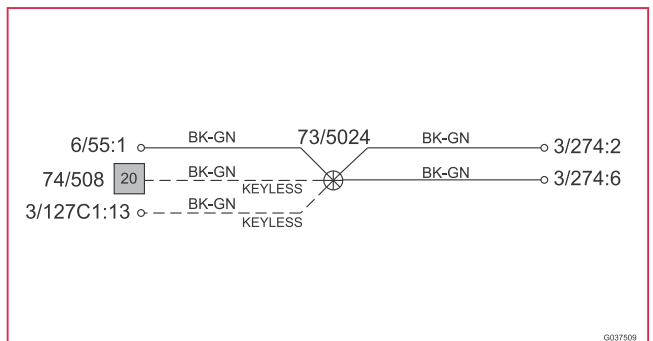 6/55:1 BK-GN 73/5024 BK-GN 3/274:2
74/508 20 BK-GN KEYLESS BK-GN 3/274:6
3/127C1:13 BK-GN KEYLESS
G037509